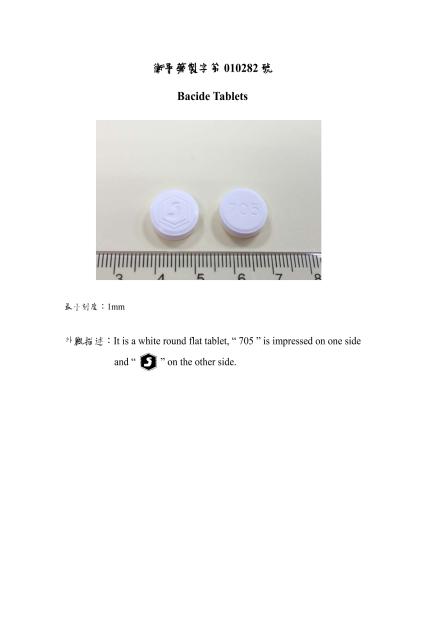 衛署藥製字第 010282 號
Bacide Tablets
705
3 4 5 6 7 8
最小刻度：1mm
外觀描述：It is a white round flat tablet, “ 705 ” is impressed on one side
and “ S ” on the other side.